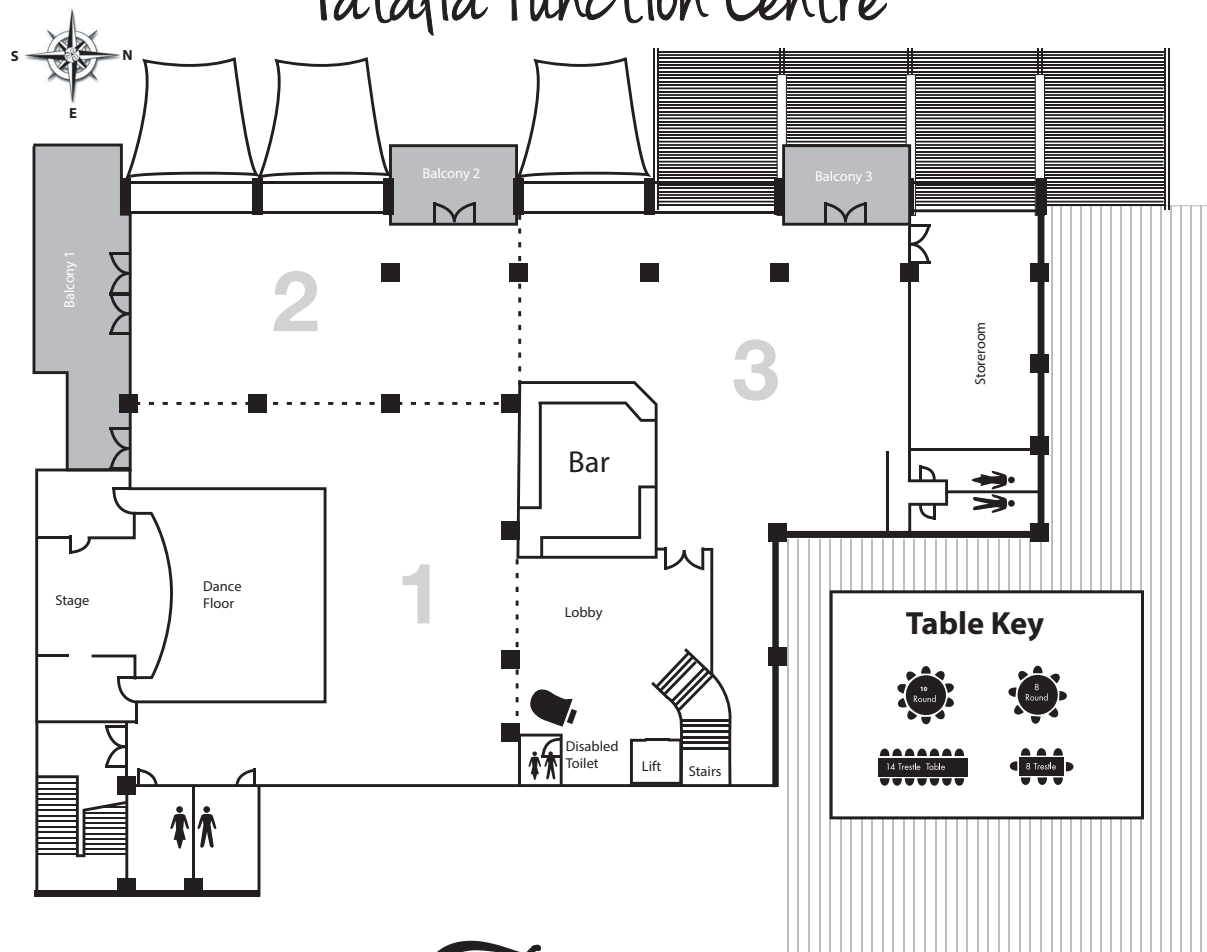 Function Centre
S
N
E
Balcony 2
Balcony 3
Balcony 1
2
3
Storeroom
Bar
1
Stage
Dance
Floor
Lobby
Disabled
Toilet
Lift
Stairs
Table Key
10
Round
8
Round
14 Trestle Table
8 Trestle